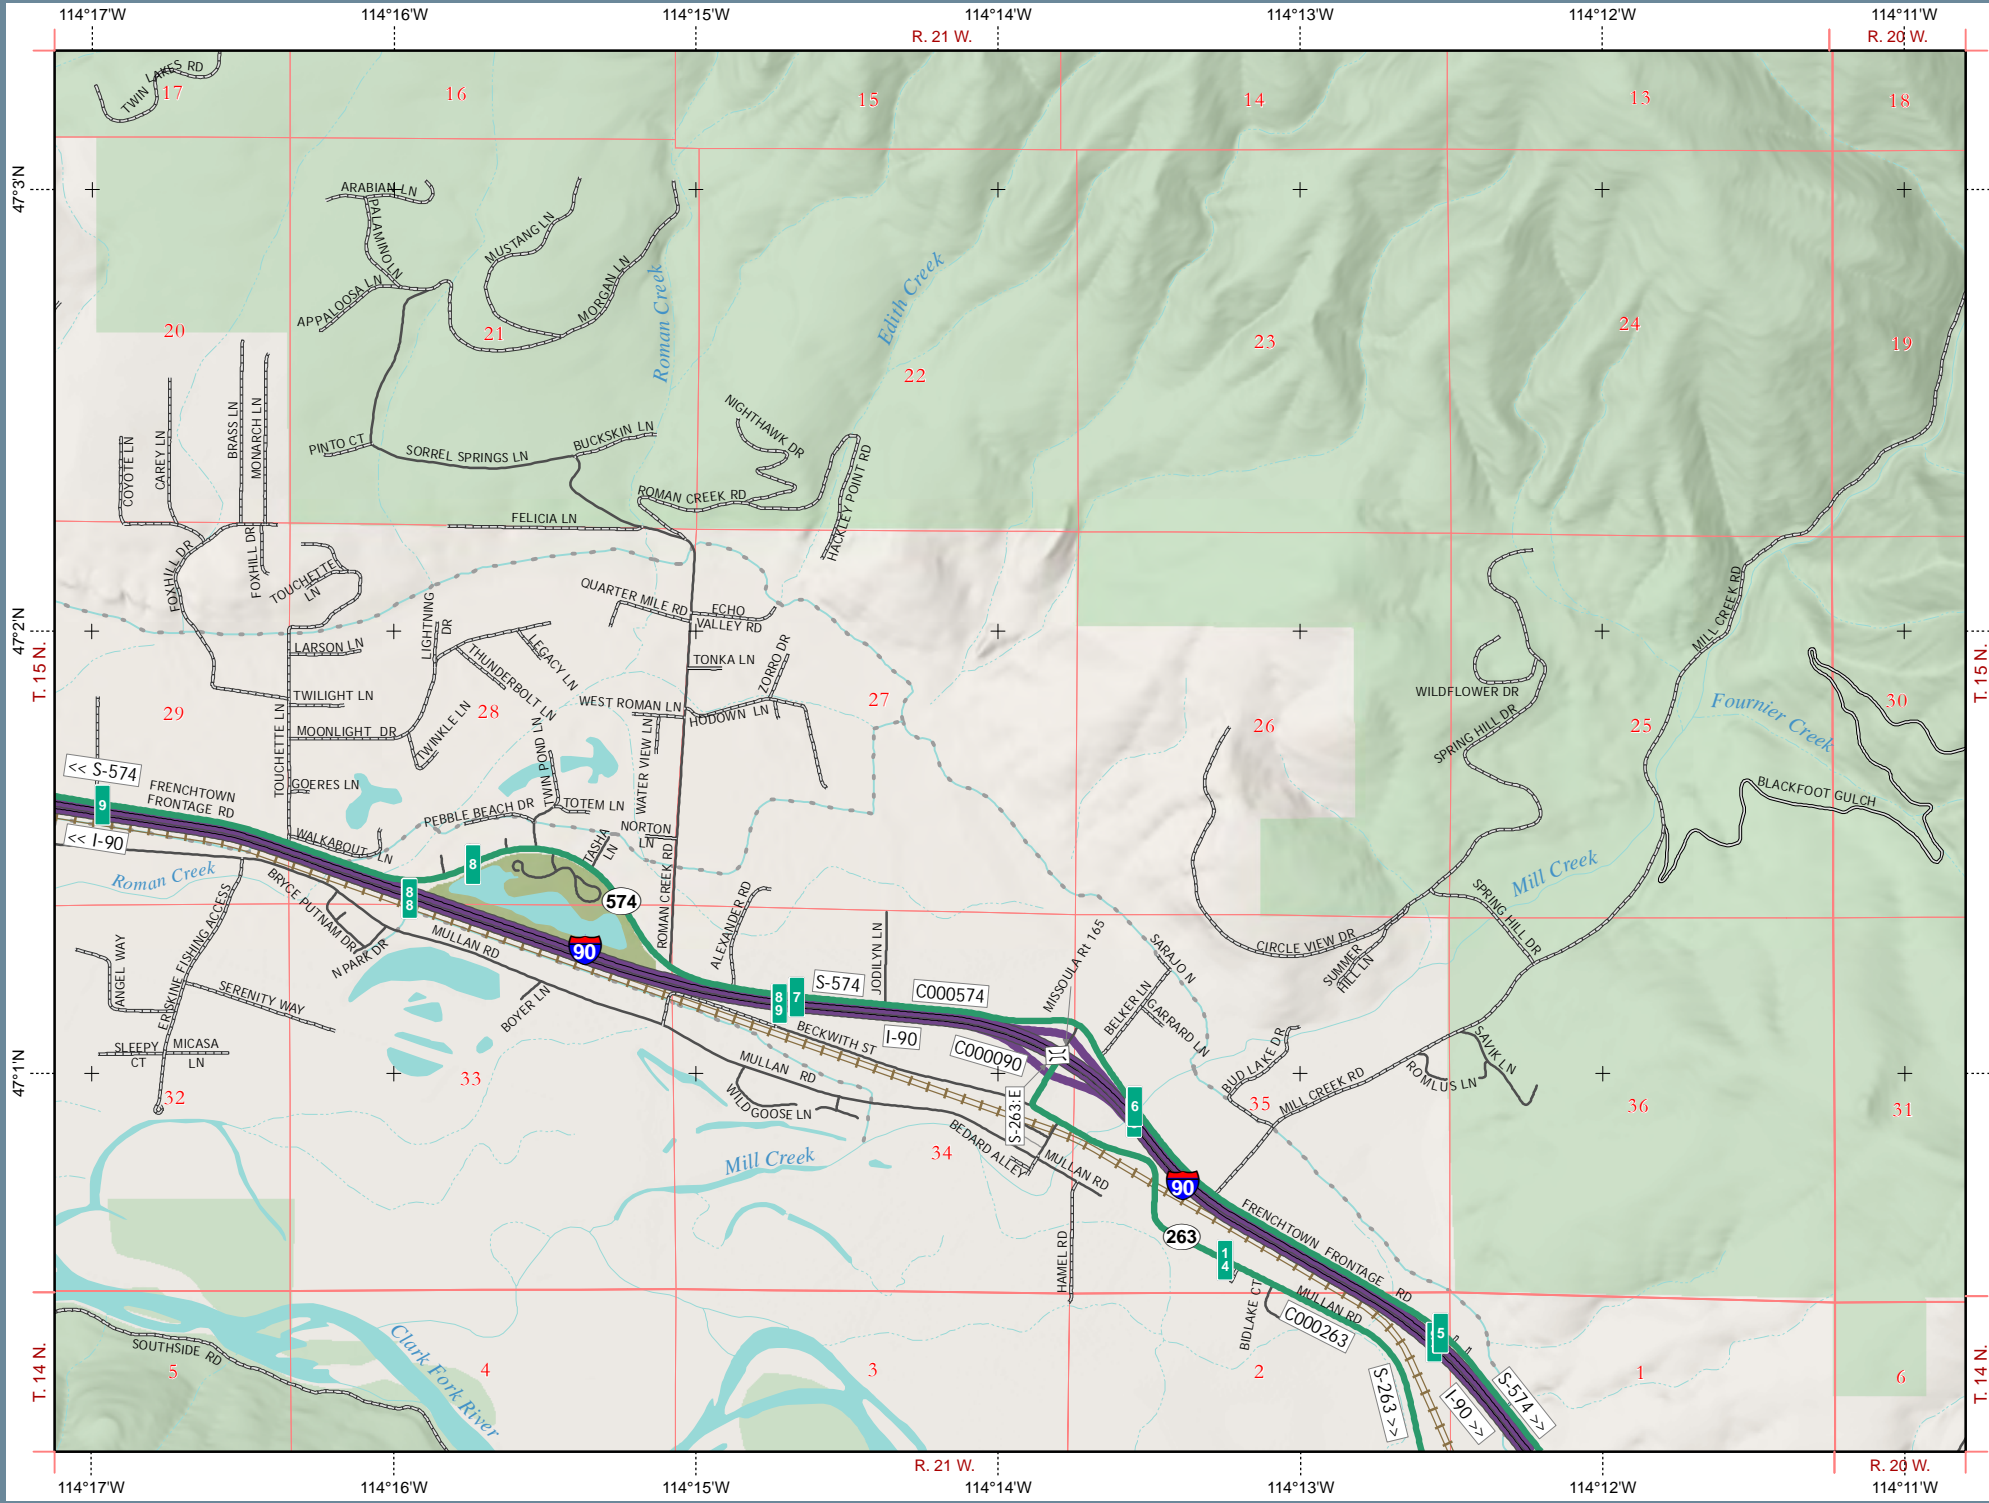 114°17'W 114°16'W 114°15'W 114°14'W 114°13'W 114°12'W 114°11'W
R. 21 W. R. 20 W.
TWIN LAKES RD
17 16 15 14 13 18
47°3'N
ARABIAN LN
PALAMINO LN
MUSTANG LN
APPALOOSA LN
MORGAN LN
Roman Creek
Edith Creek
20 21 22 23 24 19
COYOTE LN
CAREY LN
BRASS LN
MONARCH LN
PINTO CT
SORREL SPRINGS LN
BUCKSKIN LN
NIGHTHAWK DR
ROMAN CREEK RD
HACKLEY POINT RD
FELICIA LN
FOXHILL DR
FOXHILL DR
TOUCHETTE
LN
QUARTER MILE RD
ECHO
VALLEY RD
MILL CREEK RD
47°2'N
T. 15 N.
T. 15 N.
LIGHTNING
DR
LARSON LN
LEGACY LN
THUNDERBOLT LN
TONKA LN
ZORRO DR
TWILIGHT LN
WEST ROMAN LN
HODOWN LN
WILDFLOWER DR
SPRING HILL DR
Fournier Creek
29 28 27 26 25 30
TOUCHETTE LN
MOONLIGHT DR
TWINKLE LN
TWIN POND LN
WATER VIEW LN
GOERES LN
<< S-574
FRENCHTOWN
FRONTAGE RD
9
<< I-90
PEBBLE BEACH DR
TOTEM LN
NORTON
LN
TASHA
LN
WALKABOUT LN
BLACKFOOT GULCH
Roman Creek
8
8
8
574
90
ROMAN CREEK RD
ALEXANDER RD
Mill Creek
SPRING HILL DR
BRYCE PUTNAM DR
N PARK DR
MULLAN RD
ERSKINE FISHING ACCESS
ANGEL WAY
SERENITY WAY
BOYER LN
JODILYN LN
MISSOULA Rt 165
SARAJO N
CIRCLE VIEW DR
SUMMER
HILL LN
8
9
7
S-574
C000574
I-90
C000090
BECKWITH ST
BELKER LN
GARRARD LN
SAVIK LN
ROMLUS LN
BUD LAKE DR
MILL CREEK RD
SLEEPY
CT
MICASA
LN
47°1'N
MULLAN RD
WILDGOOSE LN
S-263:E
6
32 33 34 35 36 31
BEDARD ALLEY
MULLAN RD
Mill Creek
90
263
HAMEL RD
1
4
FRENCHTOWN FRONTAGE RD
BIDLAKE CT
MULLAN RD
C000263
5
S-263 >>
I-90 >>
S-574 >>
Clark Fork River
SOUTHSIDE RD
T. 14 N.
T. 14 N.
5 4 3 2 1 6
R. 21 W. R. 20 W.
114°17'W 114°16'W 114°15'W 114°14'W 114°13'W 114°12'W 114°11'W